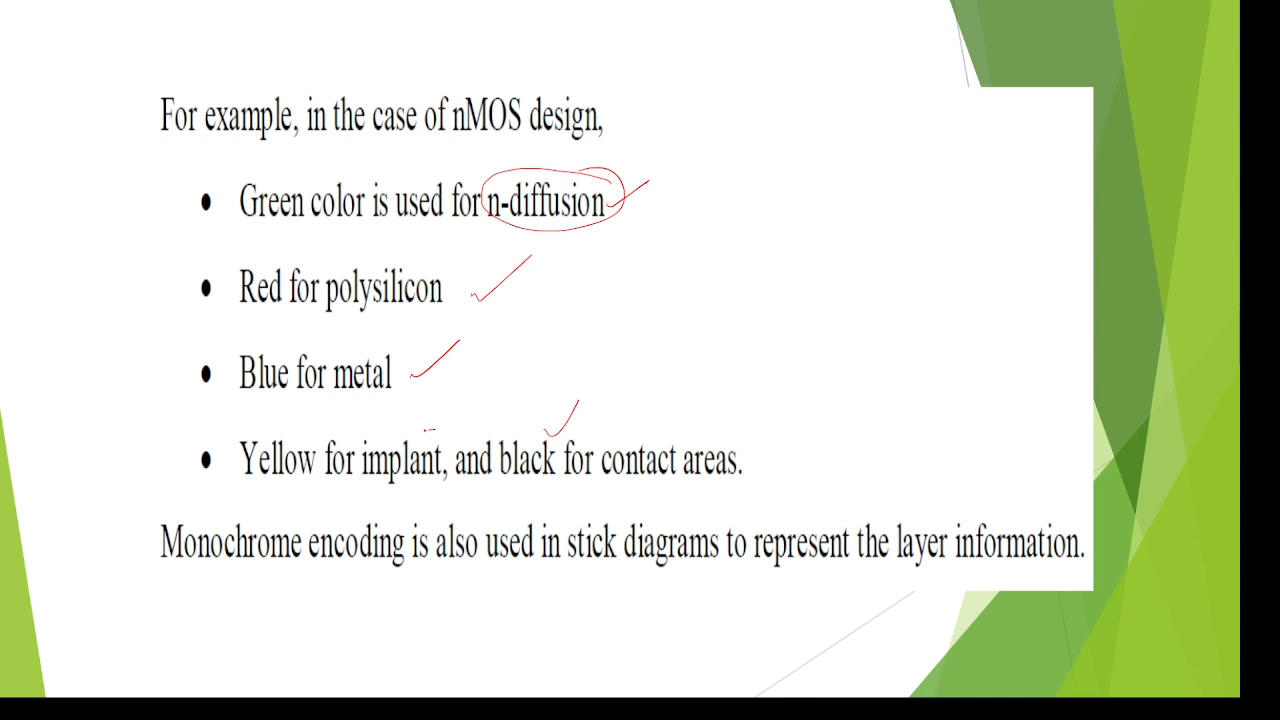 For example, in the case of nMOS design,
• Green color is used for n-diffusion
• Red for polysilicon
• Blue for metal
• Yellow for implant, and black for contact areas.
Monochrome encoding is also used in stick diagrams to represent the layer information.